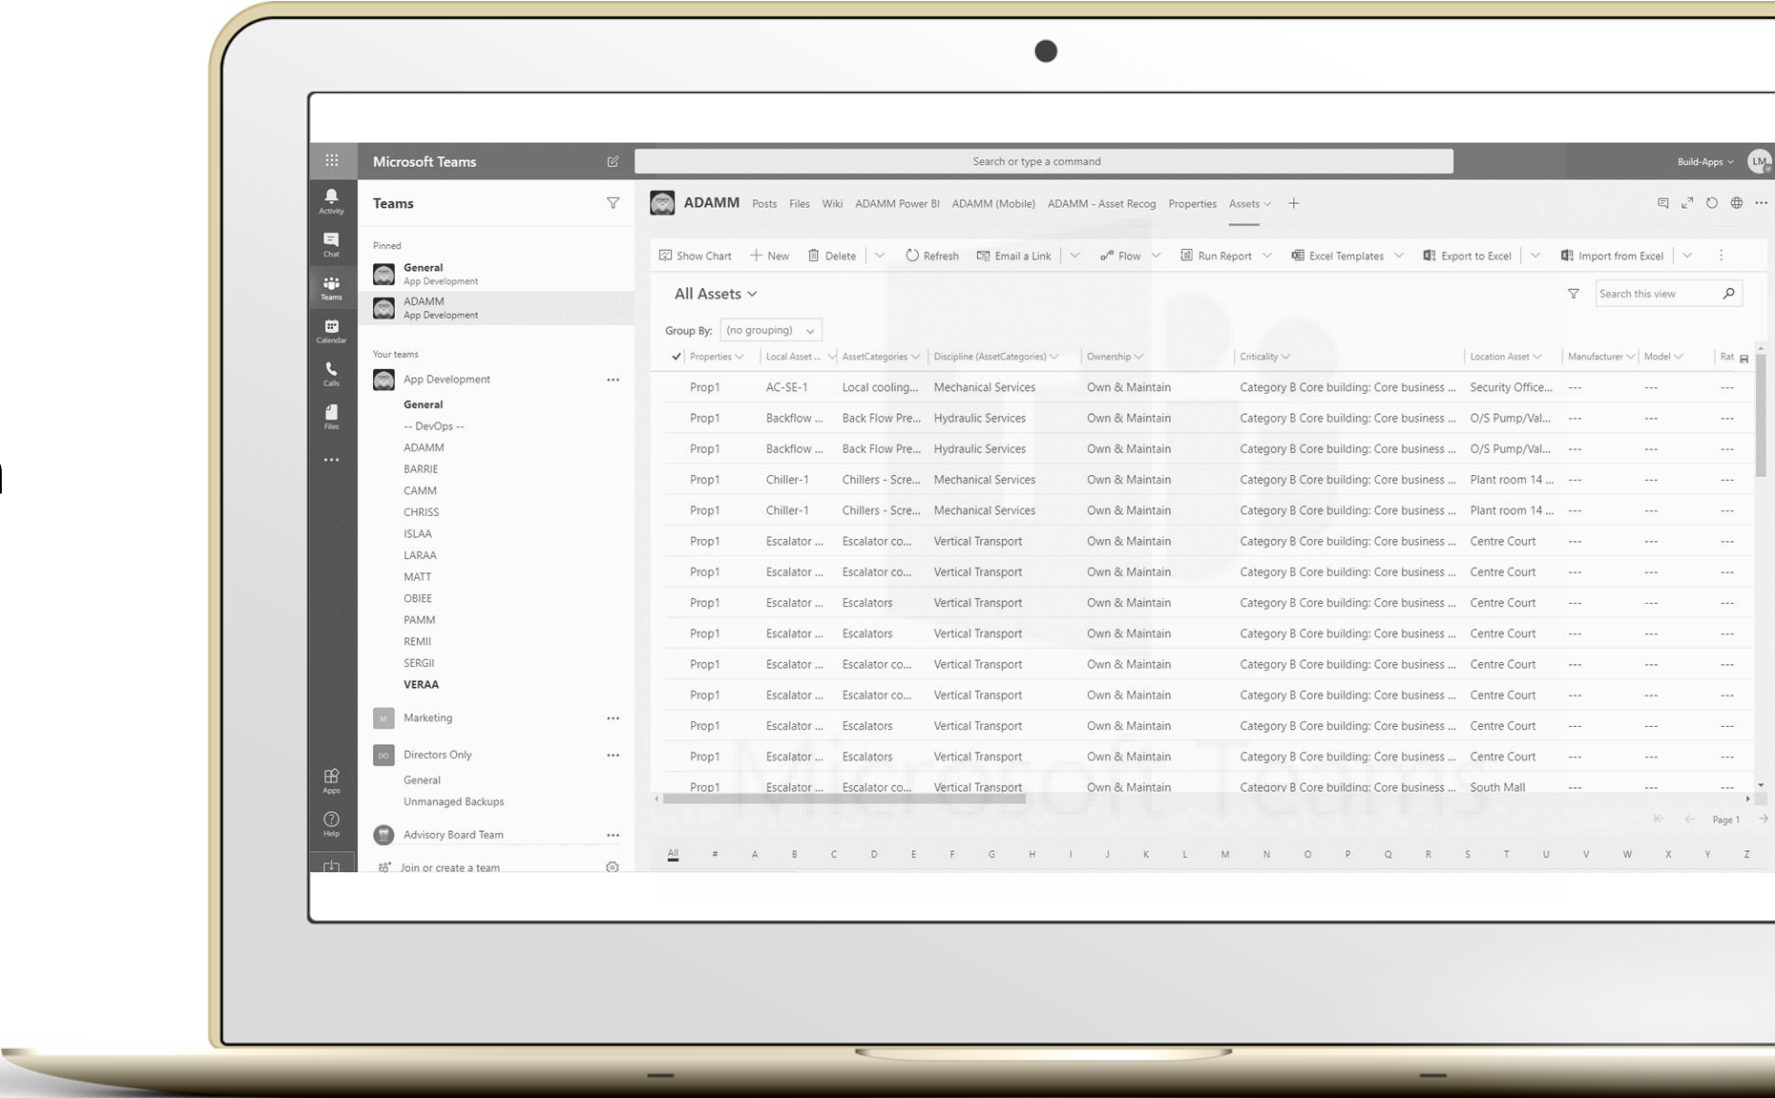 Microsoft Teams
Search or type a command
Build-Apps
LM
Activity
Chat
Teams
Calendar
Calls
Files
Apps
Help
Teams
Pinned
General
App Development
ADAMM
App Development
Your teams
App Development
General
-- DevOps --
ADAMM
BARRIE
CAMM
CHRISS
ISLAA
LARAA
MATT
OBIEE
PAMM
REMII
SERGII
VERAA
M Marketing
DO Directors Only
General
Unmanaged Backups
Advisory Board Team
Join or create a team
ADAMM Posts Files Wiki ADAMM Power BI ADAMM (Mobile) ADAMM - Asset Recog Properties Assets
Show Chart New Delete Refresh Email a Link Flow Run Report Excel Templates Export to Excel Import from Excel
All Assets
Search this view
Group By: (no grouping)
Properties Local Asset ... AssetCategories Discipline (AssetCategories) Ownership Criticality Location Asset Manufacturer Model Rat
Prop1 AC-SE-1 Local cooling... Mechanical Services Own & Maintain Category B Core building: Core business ... Security Office... --- --- ---
Prop1 Backflow ... Back Flow Pre... Hydraulic Services Own & Maintain Category B Core building: Core business ... O/S Pump/Val... --- --- ---
Prop1 Backflow ... Back Flow Pre... Hydraulic Services Own & Maintain Category B Core building: Core business ... O/S Pump/Val... --- --- ---
Prop1 Chiller-1 Chillers - Scre... Mechanical Services Own & Maintain Category B Core building: Core business ... Plant room 14 ... --- --- ---
Prop1 Chiller-1 Chillers - Scre... Mechanical Services Own & Maintain Category B Core building: Core business ... Plant room 14 ... --- --- ---
Prop1 Escalator ... Escalator co... Vertical Transport Own & Maintain Category B Core building: Core business ... Centre Court --- --- ---
Prop1 Escalator ... Escalator co... Vertical Transport Own & Maintain Category B Core building: Core business ... Centre Court --- --- ---
Prop1 Escalator ... Escalators Vertical Transport Own & Maintain Category B Core building: Core business ... Centre Court --- --- ---
Prop1 Escalator ... Escalators Vertical Transport Own & Maintain Category B Core building: Core business ... Centre Court --- --- ---
Prop1 Escalator ... Escalator co... Vertical Transport Own & Maintain Category B Core building: Core business ... Centre Court --- --- ---
Prop1 Escalator ... Escalator co... Vertical Transport Own & Maintain Category B Core building: Core business ... Centre Court --- --- ---
Prop1 Escalator ... Escalators Vertical Transport Own & Maintain Category B Core building: Core business ... Centre Court --- --- ---
Prop1 Escalator ... Escalators Vertical Transport Own & Maintain Category B Core building: Core business ... Centre Court --- --- ---
Prop1 Escalator ... Escalator co... Vertical Transport Own & Maintain Category B Core building: Core business ... South Mall --- --- ---
Microsoft Teams
Page 1
All # A B C D E F G H I J K L M N O P Q R S T U V W X Y Z